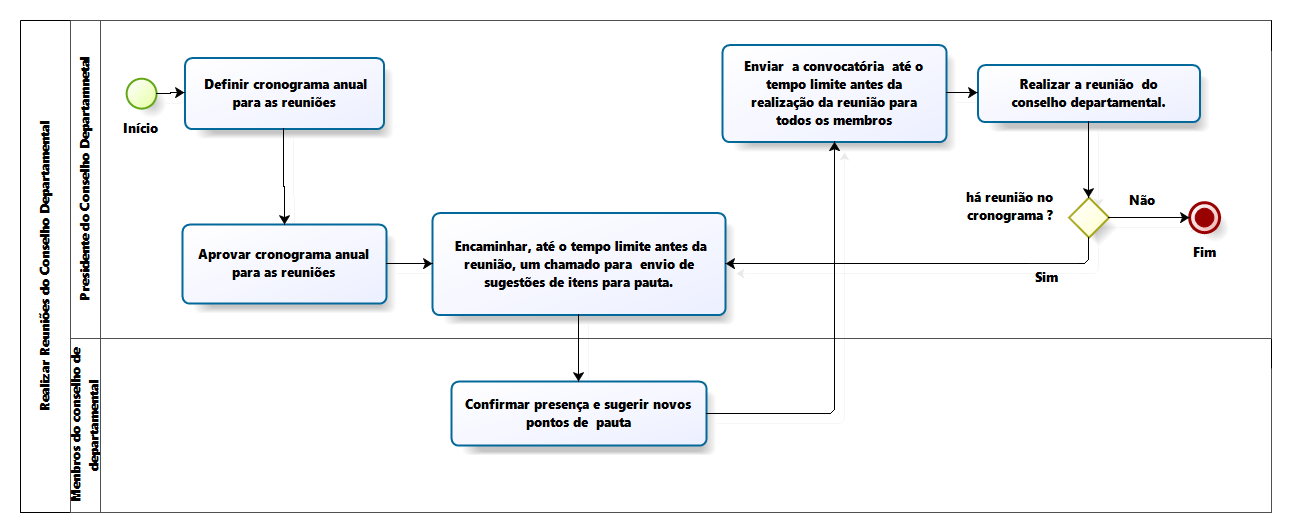 Realizar Reuniões do Conselho Departamental
Presidente do Conselho Departamnetal
Início
Definir cronograma anual
para as reuniões
Aprovar cronograma anual
para as reuniões
Encaminhar, até o tempo limite antes da
reunião, um chamado para envio de
sugestões de itens para pauta.
Enviar a convocatória até o
tempo limite antes da
realização da reunião para
todos os membros
Realizar a reunião do
conselho departamental.
há reunião no
cronograma ?
Não
Fim
Sim
Membros do conselho de
departamental
Confirmar presença e sugerir novos
pontos de pauta